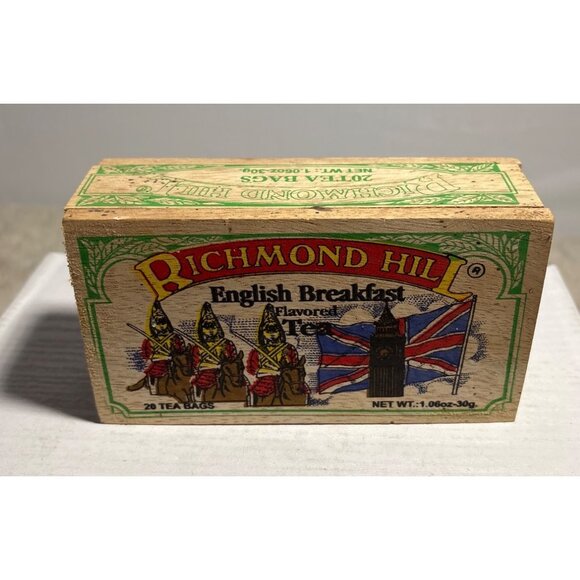 20 TEA BAGS
NET WT: 1.06oz-30g
RICHMOND HILL ®
RICHMOND HILL ®
English Breakfast
Flavored
Tea
20 TEA BAGS
NET WT.:1.06oz-30g.